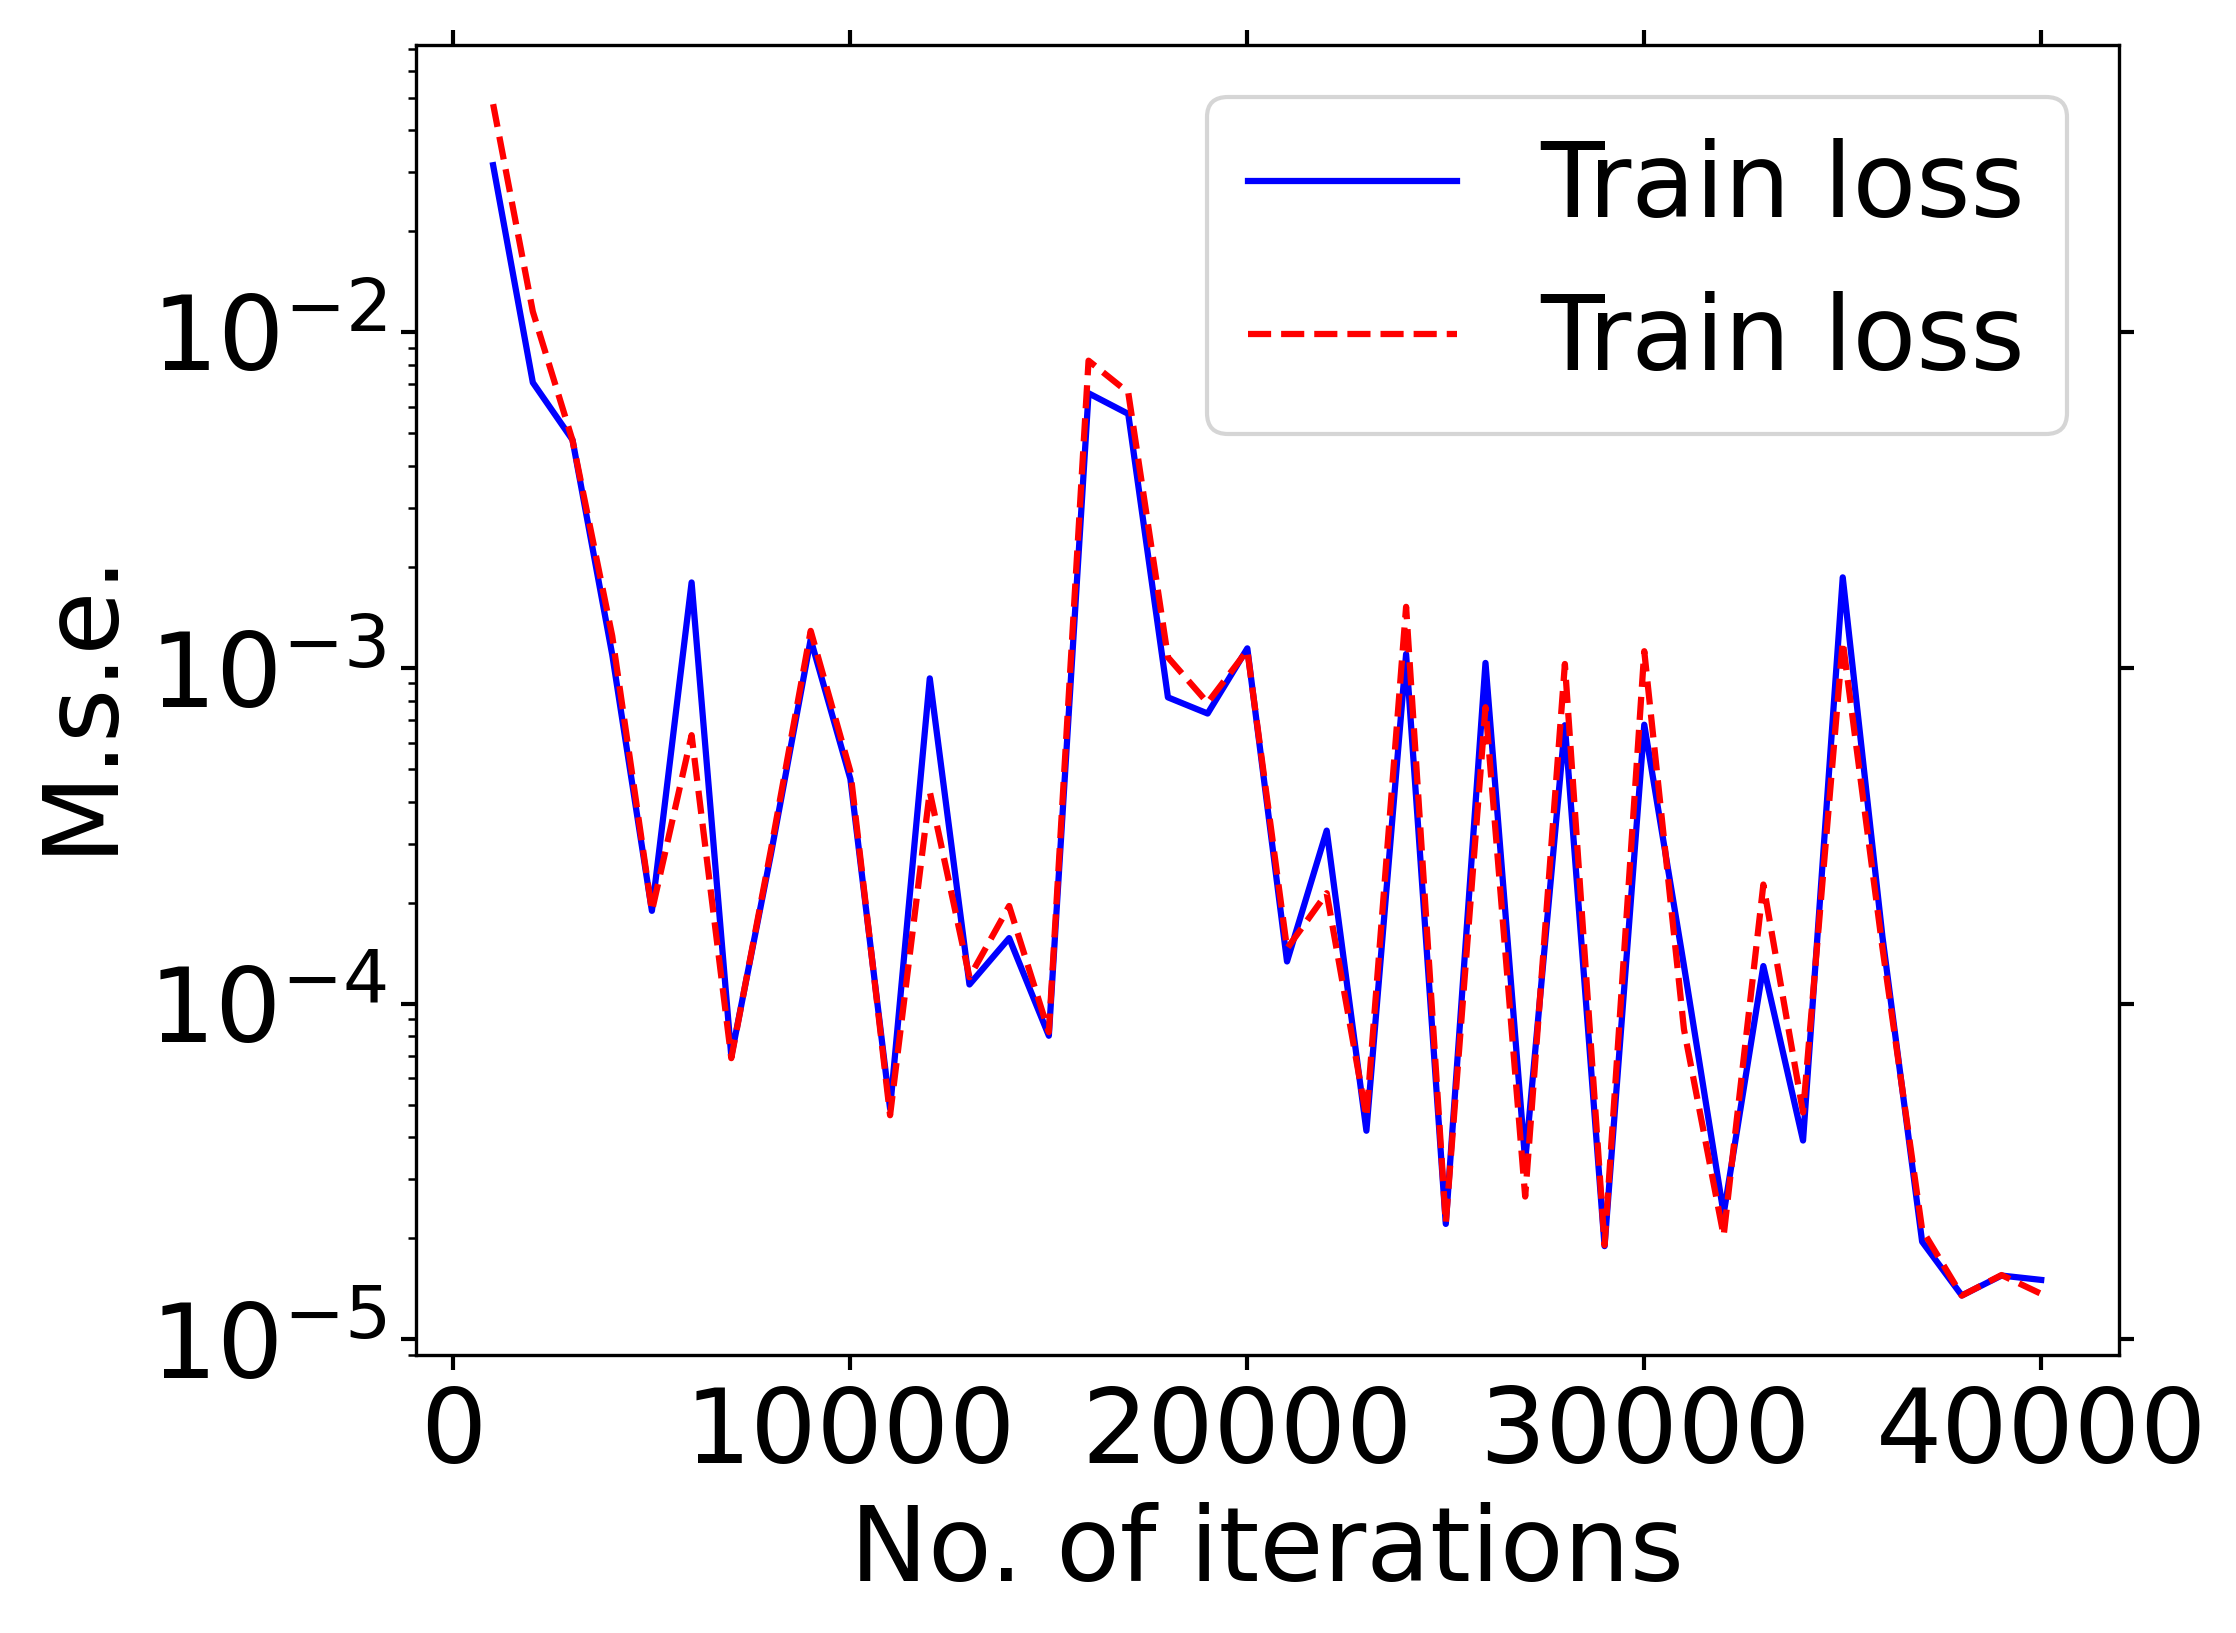 Train loss
Train loss
10⁻²
10⁻³
10⁻⁴
10⁻⁵
M.s.e.
0 10000 20000 30000 40000
No. of iterations